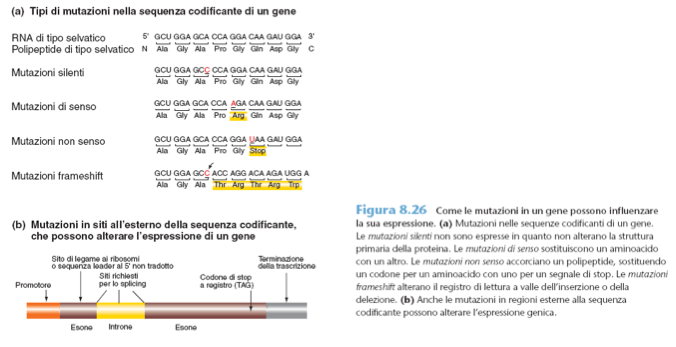 (a) Tipi di mutazioni nella sequenza codificante di un gene
RNA di tipo selvatico 5' GCU GGA GCA CCA GGA CAA GAU GGA 3'
Polipeptide di tipo selvatico N Ala Gly Ala Pro Gly Gln Asp Gly C
Mutazioni silenti GCU GGA GCC CCA GGA CAA GAU GGA
Ala Gly Ala Pro Gly Gln Asp Gly
Mutazioni di senso GCU GGA GCA CCA AGA CAA GAU GGA
Ala Gly Ala Pro Arg Gln Asp Gly
Mutazioni non senso GCU GGA GCA CCA GGA UAA GAU GGA
Ala Gly Ala Pro Gly Stop
Mutazioni frameshift GCU GGA GCC ACC AGG ACA AGA UGG A
Ala Gly Ala Thr Arg Thr Arg Trp
(b) Mutazioni in siti all'esterno della sequenza codificante,
che possono alterare l'espressione di un gene
Sito di legame ai ribosomi
o sequenza leader al 5' non tradotto
Siti richiesti
per lo splicing
Terminazione
della trascrizione
Codone di stop
a registro (TAG)
Promotore
Esone Introne Esone
Figura 8.26 Come le mutazioni in un gene possono influenzare
la sua espressione. (a) Mutazioni nelle sequenze codificanti di un gene.
Le mutazioni silenti non sono espresse in quanto non alterano la struttura
primaria della proteina. Le mutazioni di senso sostituiscono un aminoacido
con un altro. Le mutazioni non senso accorciano un polipeptide, sostituendo
un codone per un aminoacido con uno per un segnale di stop. Le mutazioni
frameshift alterano il registro di lettura a valle dell'inserzione o della
delezione. (b) Anche le mutazioni in regioni esterne alla sequenza
codificante possono alterare l'espressione genica.